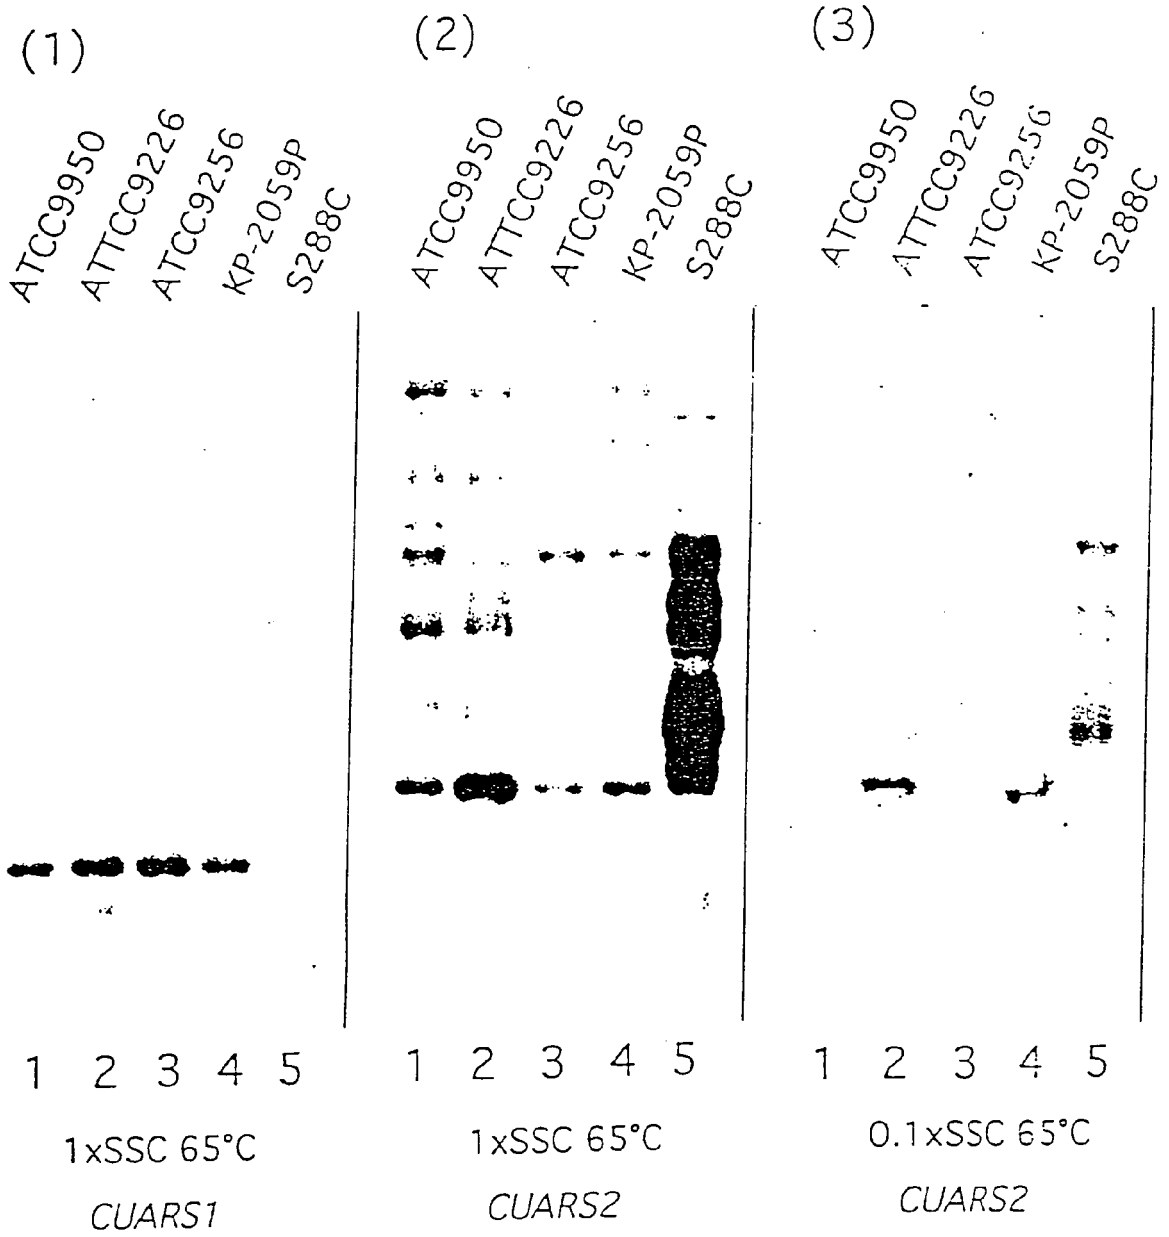 (1)
ATCC9950
ATTCC9226
ATCC9256
KP-2059P
S288C
1 2 3 4 5
1xSSC 65°C
CUARS1
(2)
ATCC9950
ATTCC9226
ATCC9256
KP-2059P
S288C
1 2 3 4 5
1xSSC 65°C
CUARS2
(3)
ATCC9950
ATTCC9226
ATCC9256
KP-2059P
S288C
1 2 3 4 5
0.1xSSC 65°C
CUARS2